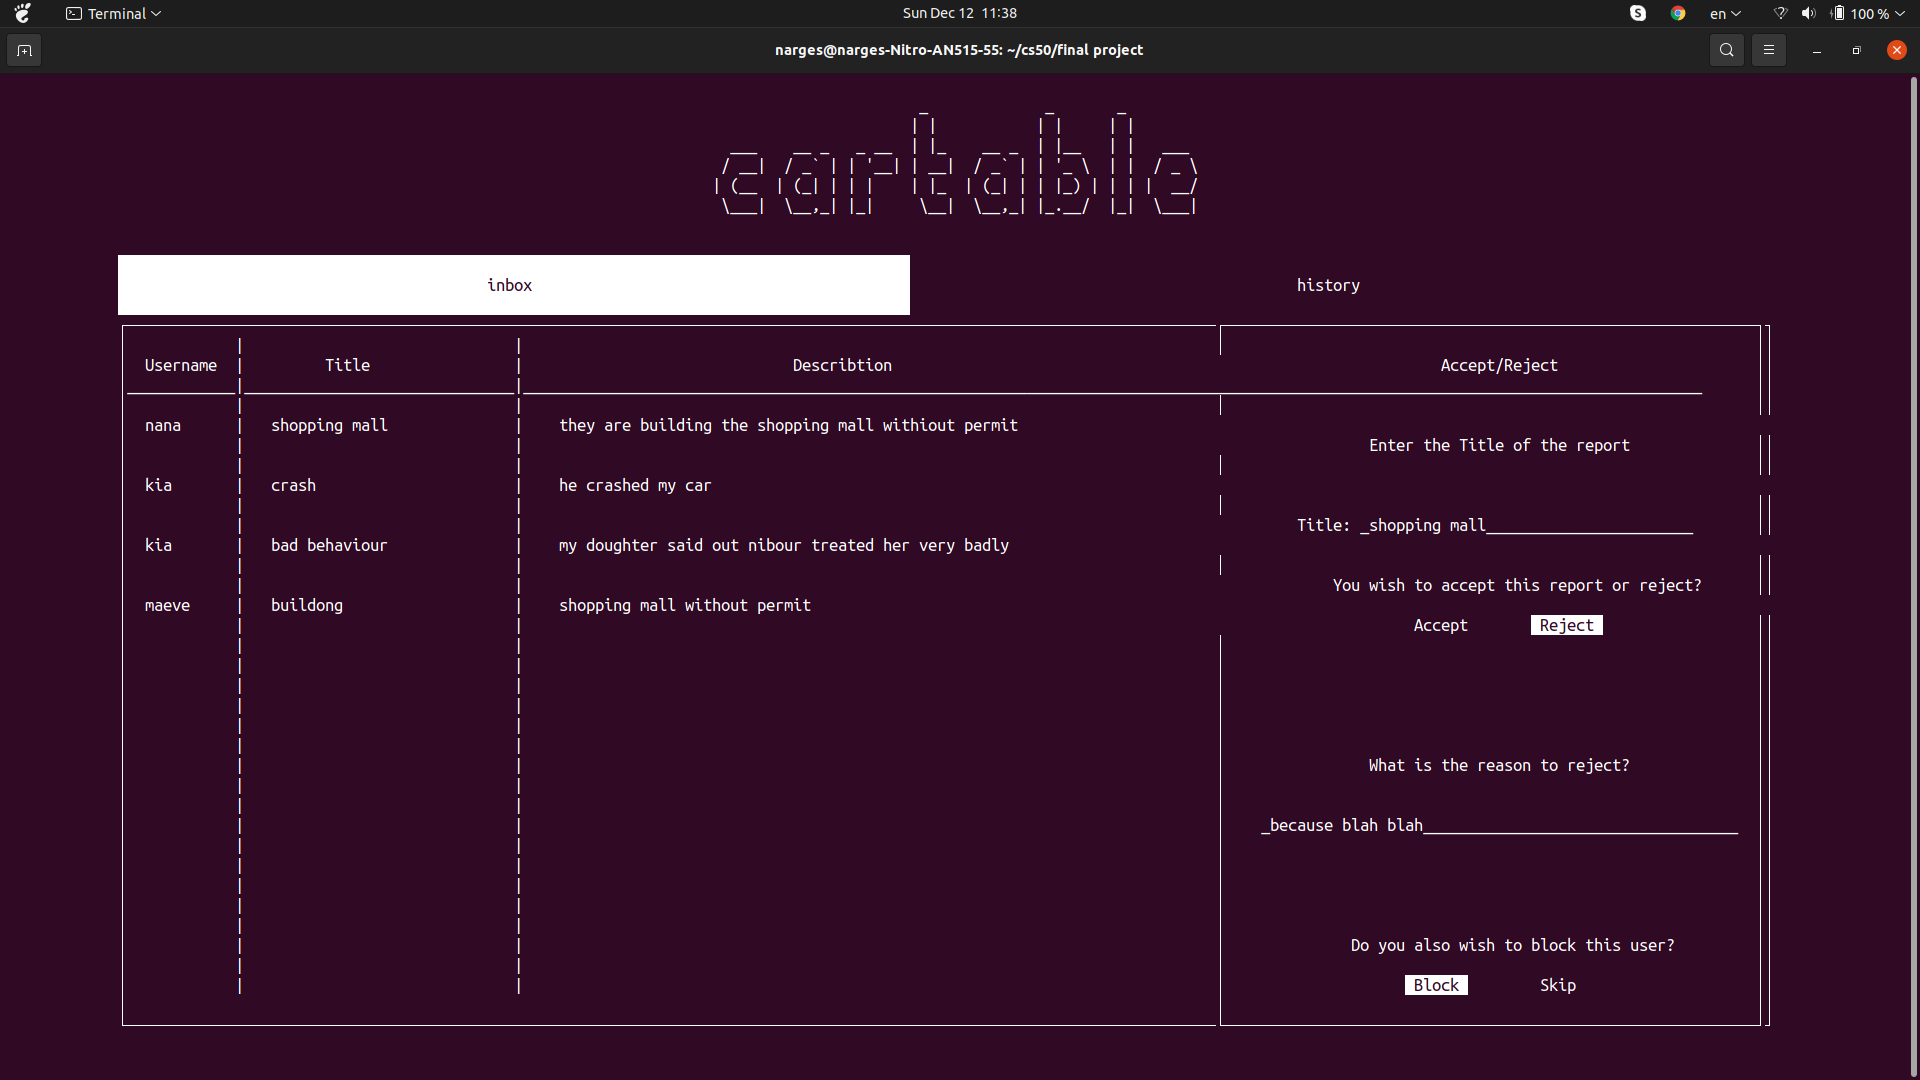 Terminal
Sun Dec 12 11:38
en
100 %
narges@narges-Nitro-AN515-55: ~/cs50/final project
cartable
inbox history
Username Title Describtion Accept/Reject
nana shopping mall they are building the shopping mall withiout permit
Enter the Title of the report
kia crash he crashed my car
Title: _shopping mall_______________________
kia bad behaviour my doughter said out nibour treated her very badly
You wish to accept this report or reject?
maeve buildong shopping mall without permit
Accept Reject
What is the reason to reject?
_because blah blah___________________________________
Do you also wish to block this user?
Block Skip